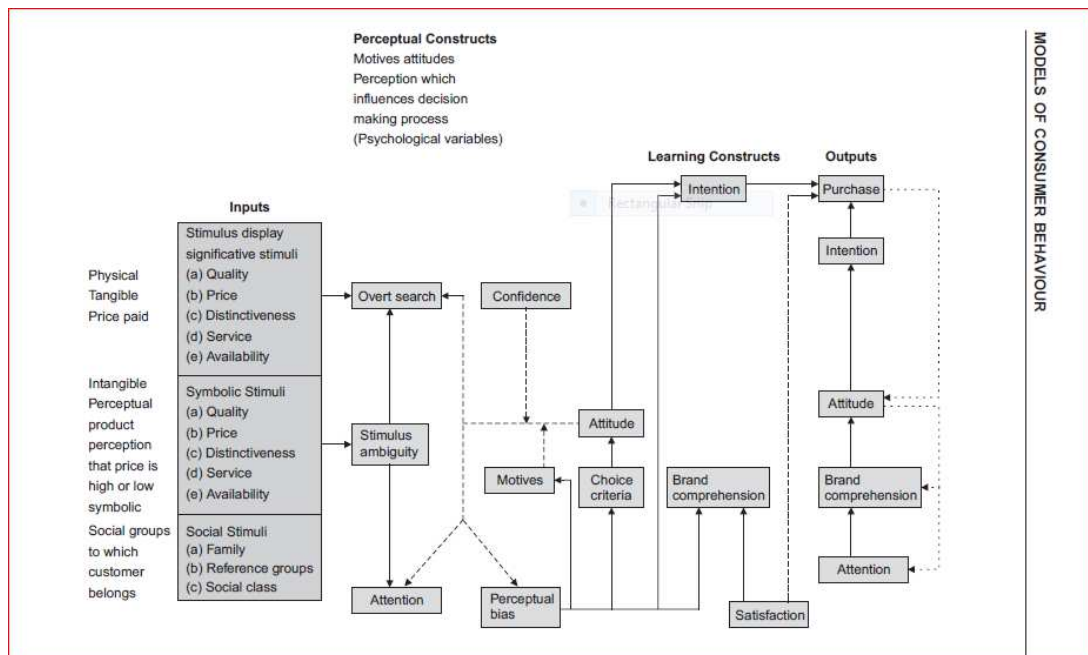 Perceptual Constructs
Motives attitudes
Perception which
influences decision
making process
(Psychological variables)
MODELS OF CONSUMER BEHAVIOUR
Learning Constructs
Outputs
Intention
Purchase
Rectangular Snip
Intention
Inputs
Stimulus display
significative stimuli
(a) Quality
(b) Price
(c) Distinctiveness
(d) Service
(e) Availability
Physical
Tangible
Price paid
Overt search
Confidence
Intangible
Perceptual
product
perception
that price is
high or low
symbolic
Symbolic Stimuli
(a) Quality
(b) Price
(c) Distinctiveness
(d) Service
(e) Availability
Stimulus
ambiguity
Attitude
Attitude
Motives
Choice
criteria
Brand
comprehension
Brand
comprehension
Social groups
to which
customer
belongs
Social Stimuli
(a) Family
(b) Reference groups
(c) Social class
Attention
Perceptual
bias
Satisfaction
Attention